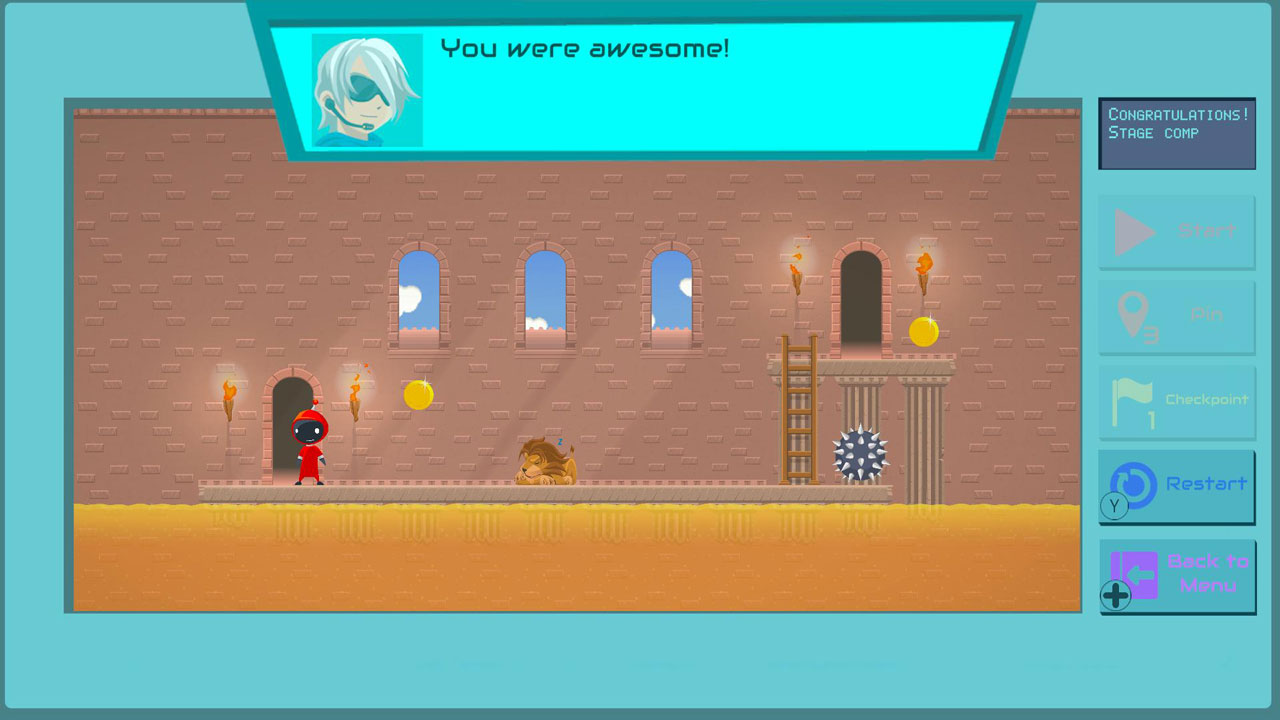 You were awesome!
Congratulations!
Stage comp
Start
Pin
3
Checkpoint
1
Restart
Y
Back to
Menu
z